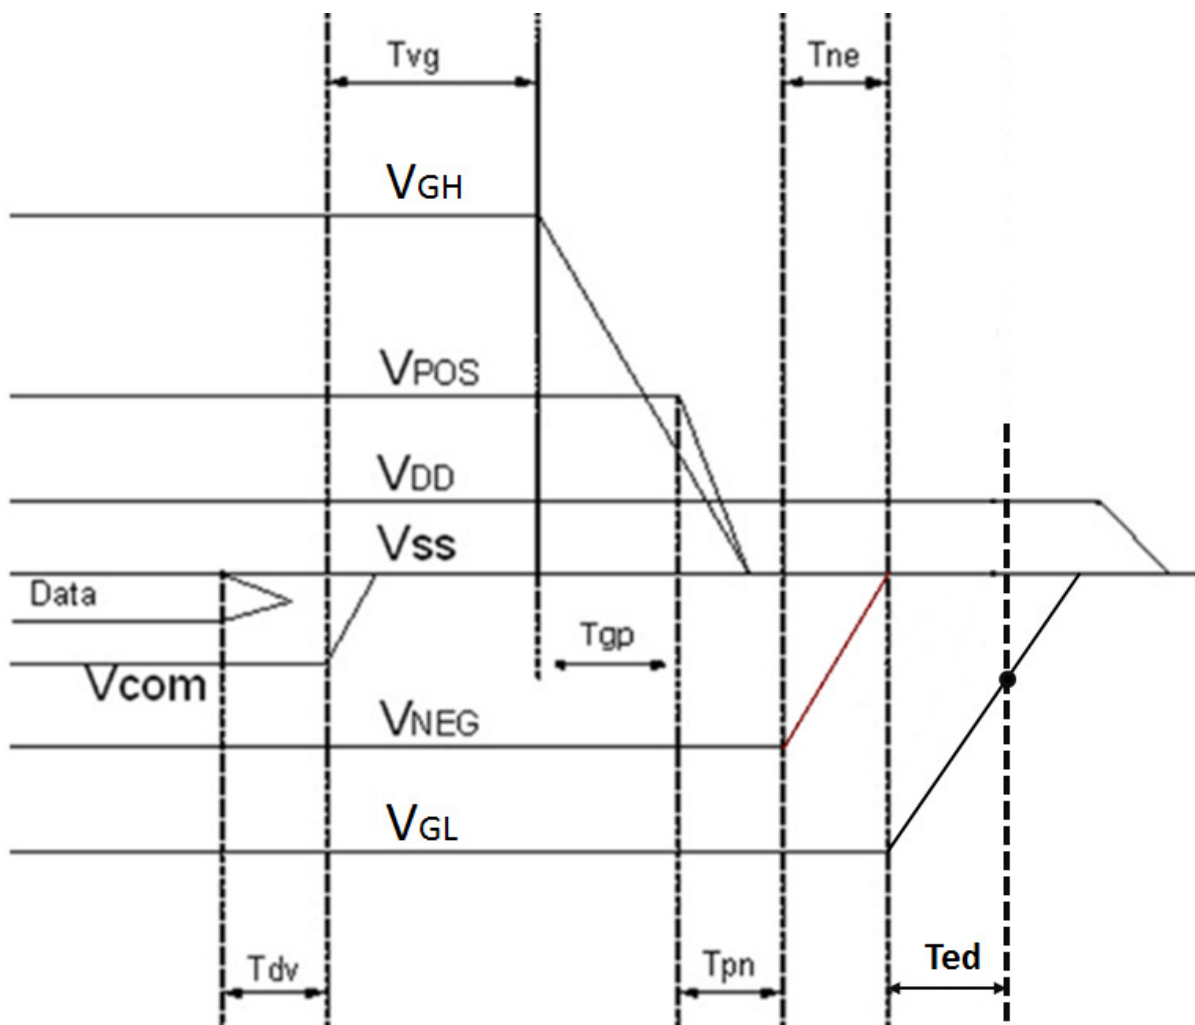 Tvg
Tne
VGH
VPOS
VDD
Vss
Data
Tgp
Vcom
VNEG
VGL
Tdv
Tpn
Ted